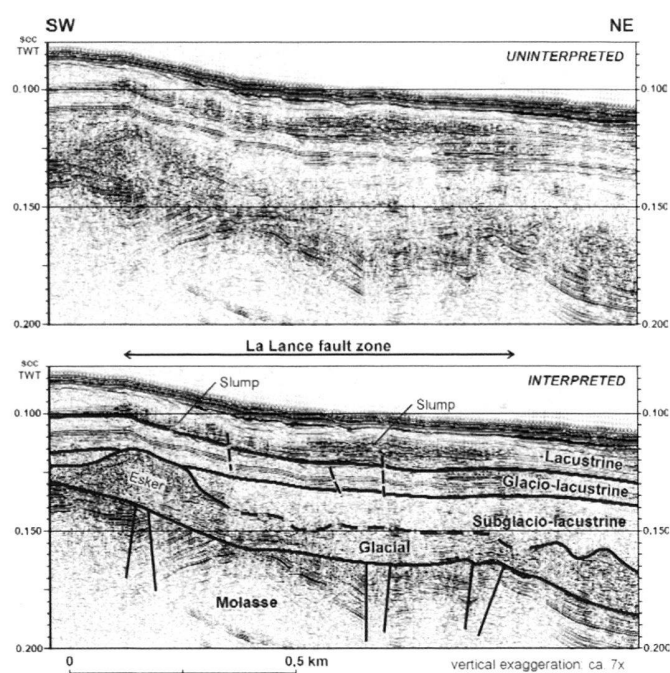 SW NE
sec
TWT
UNINTERPRETED
0.100 0.100
0.150 0.150
0.200 0.200
La Lance fault zone
sec
TWT
INTERPRETED
Slump
Slump
0.100 0.100
Lacustrine
Glacio-lacustrine
Esker
Subglacio-lacustrine
0.150 0.150
Glacial
Molasse
0.200 0.200
0 0,5 km
vertical exaggeration: ca. 7x